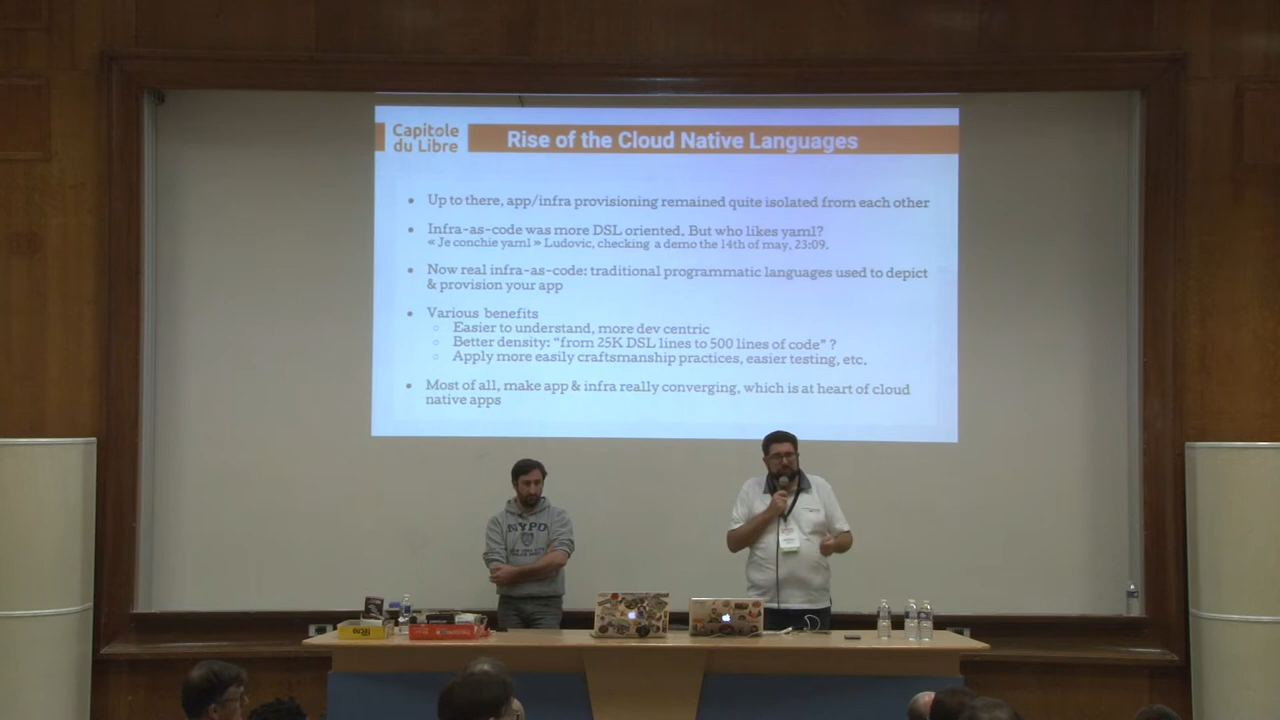 Capitole
du Libre
Rise of the Cloud Native Languages
• Up to there, app/infra provisioning remained quite isolated from each other
• Infra-as-code was more DSL oriented. But who likes yaml?
« Je conchie yaml » Ludovic, checking a demo the 14th of may, 23:09.
• Now real infra-as-code: traditional programmatic languages used to depict
& provision your app
• Various benefits
○ Easier to understand, more dev centric
○ Better density: “from 25K DSL lines to 500 lines of code” ?
○ Apply more easily craftsmanship practices, easier testing, etc.
• Most of all, make app & infra really converging, which is at heart of cloud
native apps
NYPD